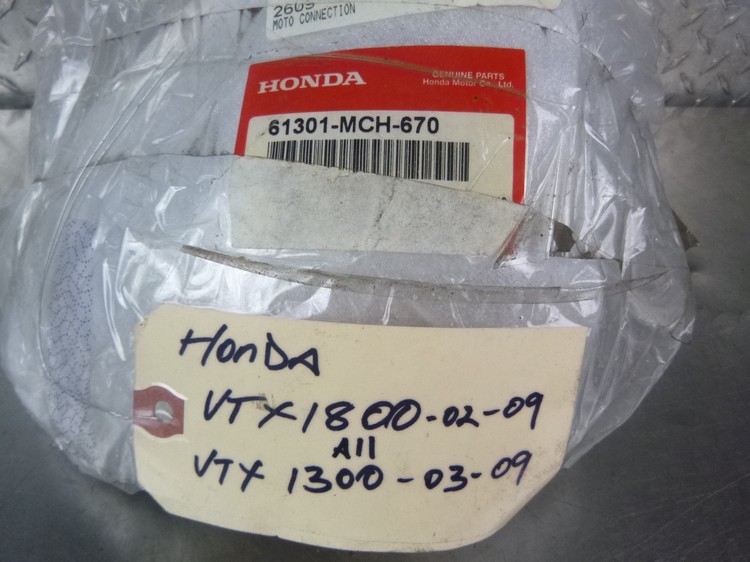 2609
MOTO CONNECTION
HONDA
GENUINE PARTS
Honda Motor Co., Ltd.
61301-MCH-670
HONDA
VTX1800-02-09
All
VTX 1300-03-09